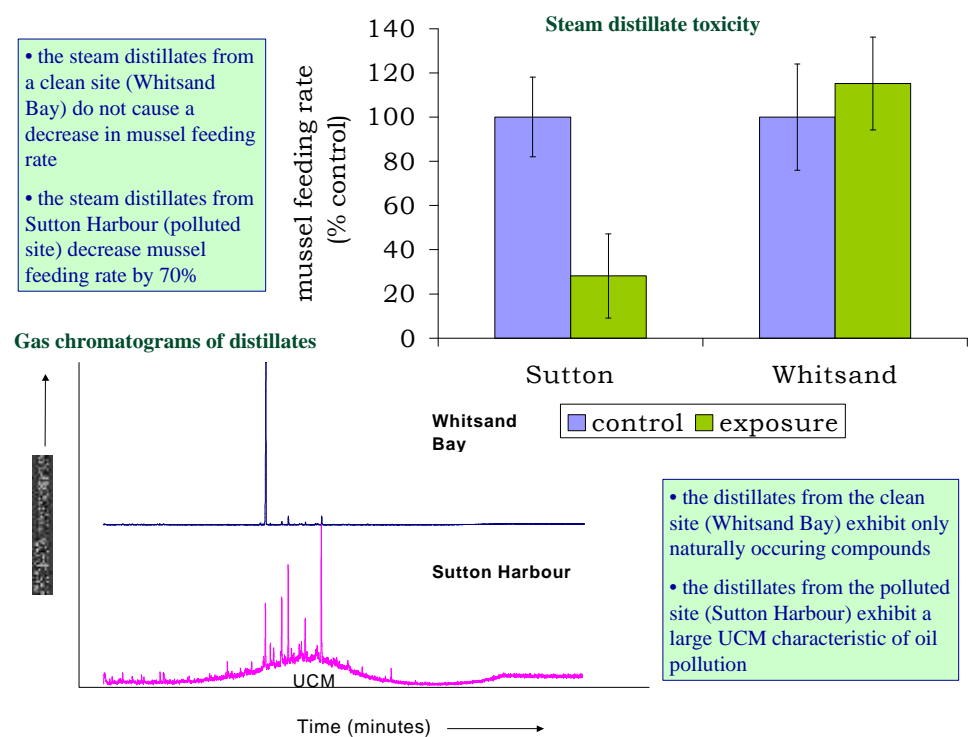 • the steam distillates from
a clean site (Whitsand
Bay) do not cause a
decrease in mussel feeding
rate
• the steam distillates from
Sutton Harbour (polluted
site) decrease mussel
feeding rate by 70%
Steam distillate toxicity
mussel feeding rate
(% control)
140
120
100
80
60
40
20
0
Sutton
Whitsand
control
exposure
Gas chromatograms of distillates
Whitsand
Bay
Sutton Harbour
UCM
Time (minutes)
• the distillates from the clean
site (Whitsand Bay) exhibit only
naturally occuring compounds
• the distillates from the polluted
site (Sutton Harbour) exhibit a
large UCM characteristic of oil
pollution